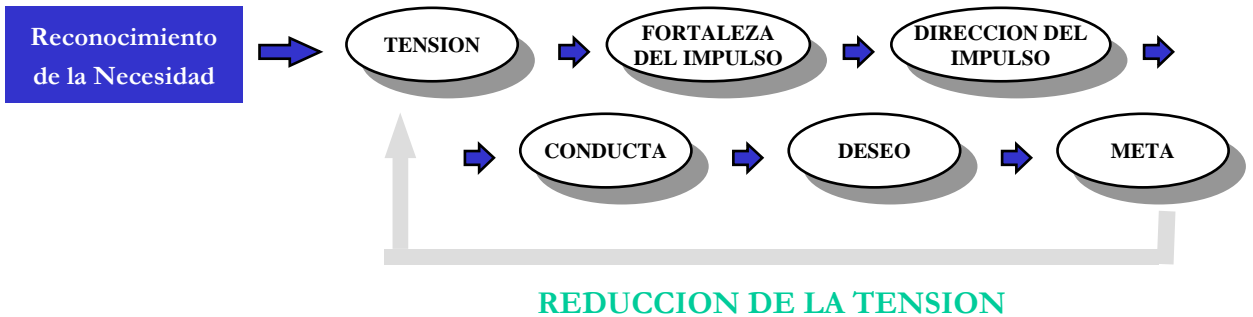 Reconocimiento
de la Necesidad
TENSION
FORTALEZA
DEL IMPULSO
DIRECCION DEL
IMPULSO
CONDUCTA
DESEO
META
REDUCCION DE LA TENSION